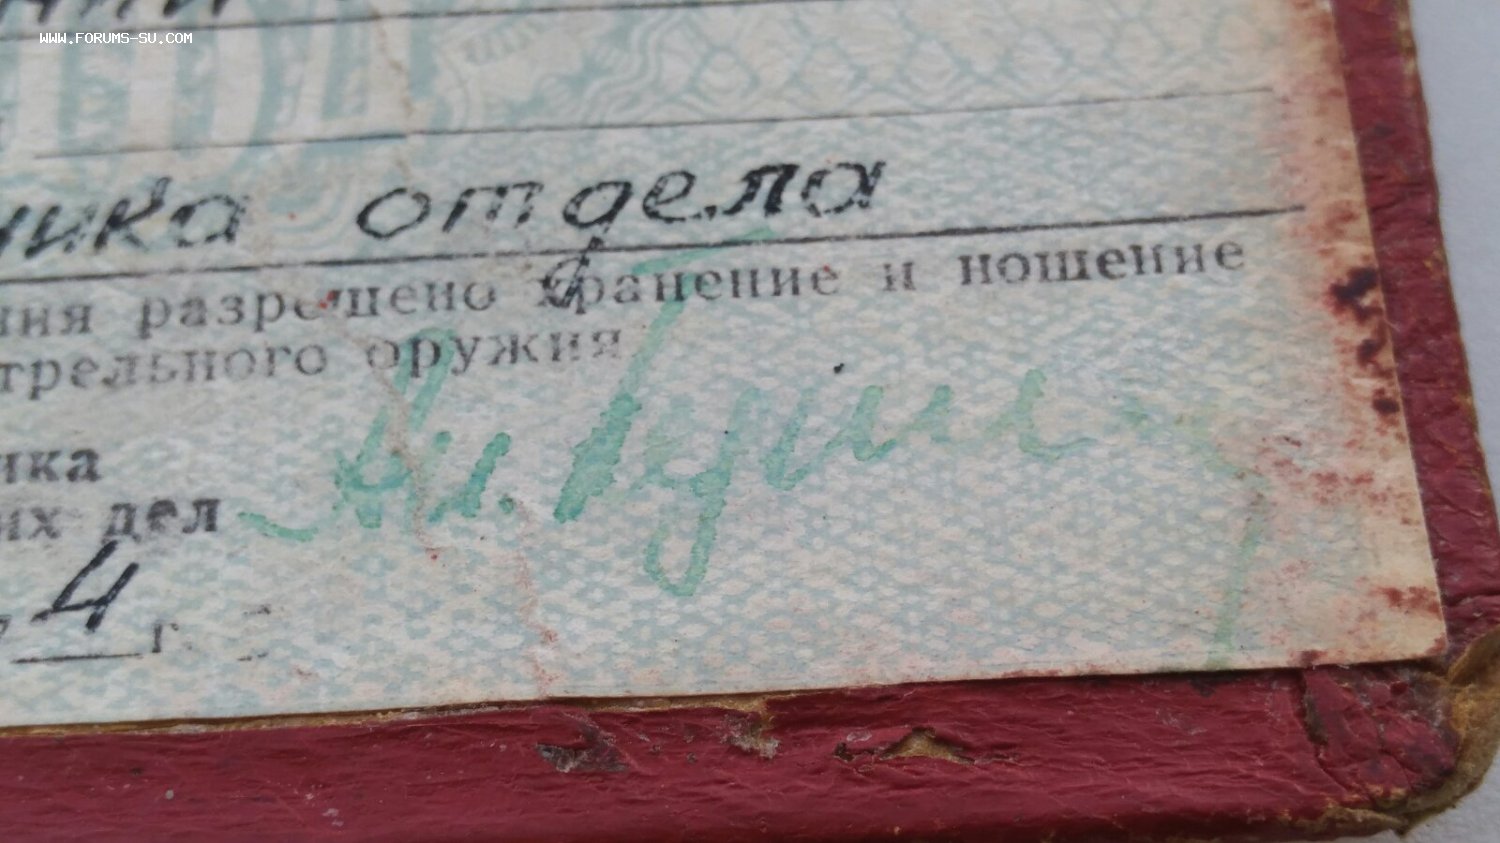 WWW.FORUMS-SU.COM
ника отдела
ния разрешено хранение и ношение
трельного оружия
ика
их дел
4 г.